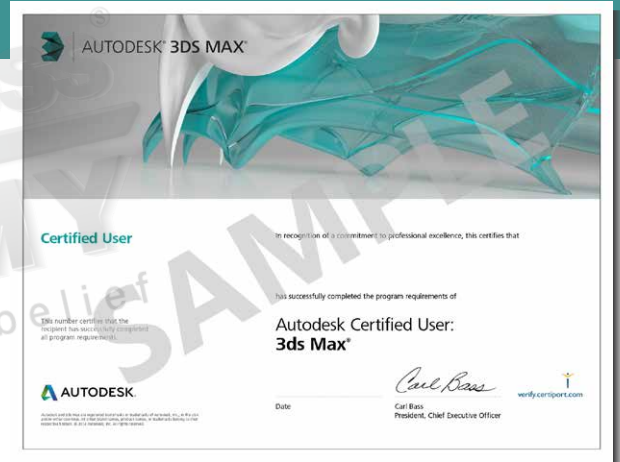 AUTODESK® 3DS MAX®
Certified User
In recognition of a commitment to professional excellence, this certifies that
has successfully completed the program requirements of
This number certifies that the
recipient has successfully completed
all program requirements.
Autodesk Certified User:
3ds Max®
SAMPLE
belief
AUTODESK.
Carl Bass
Date
Carl Bass
President, Chief Executive Officer
verify.certiport.com